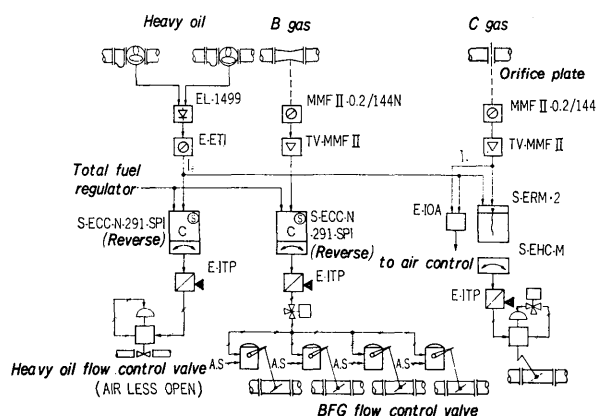 Heavy oil
B gas
C gas
Orifice plate
EL-1499
MMF II-0.2/144N
MMF II-0.2/144
E-ETI
TV-MMF II
TV-MMF II
Total fuel
regulator
S-ERM·2
E-IOA
S-ECC-N-291-SPI
(Reverse)
S
C
S-ECC-N
-291-SPI
(Reverse)
S
C
S-EHC-M
to air control
E-ITP
E-ITP
E-ITP
Heavy oil flow control valve
(AIR LESS OPEN)
A.S
A.S
A.S
A.S
BFG flow control valve